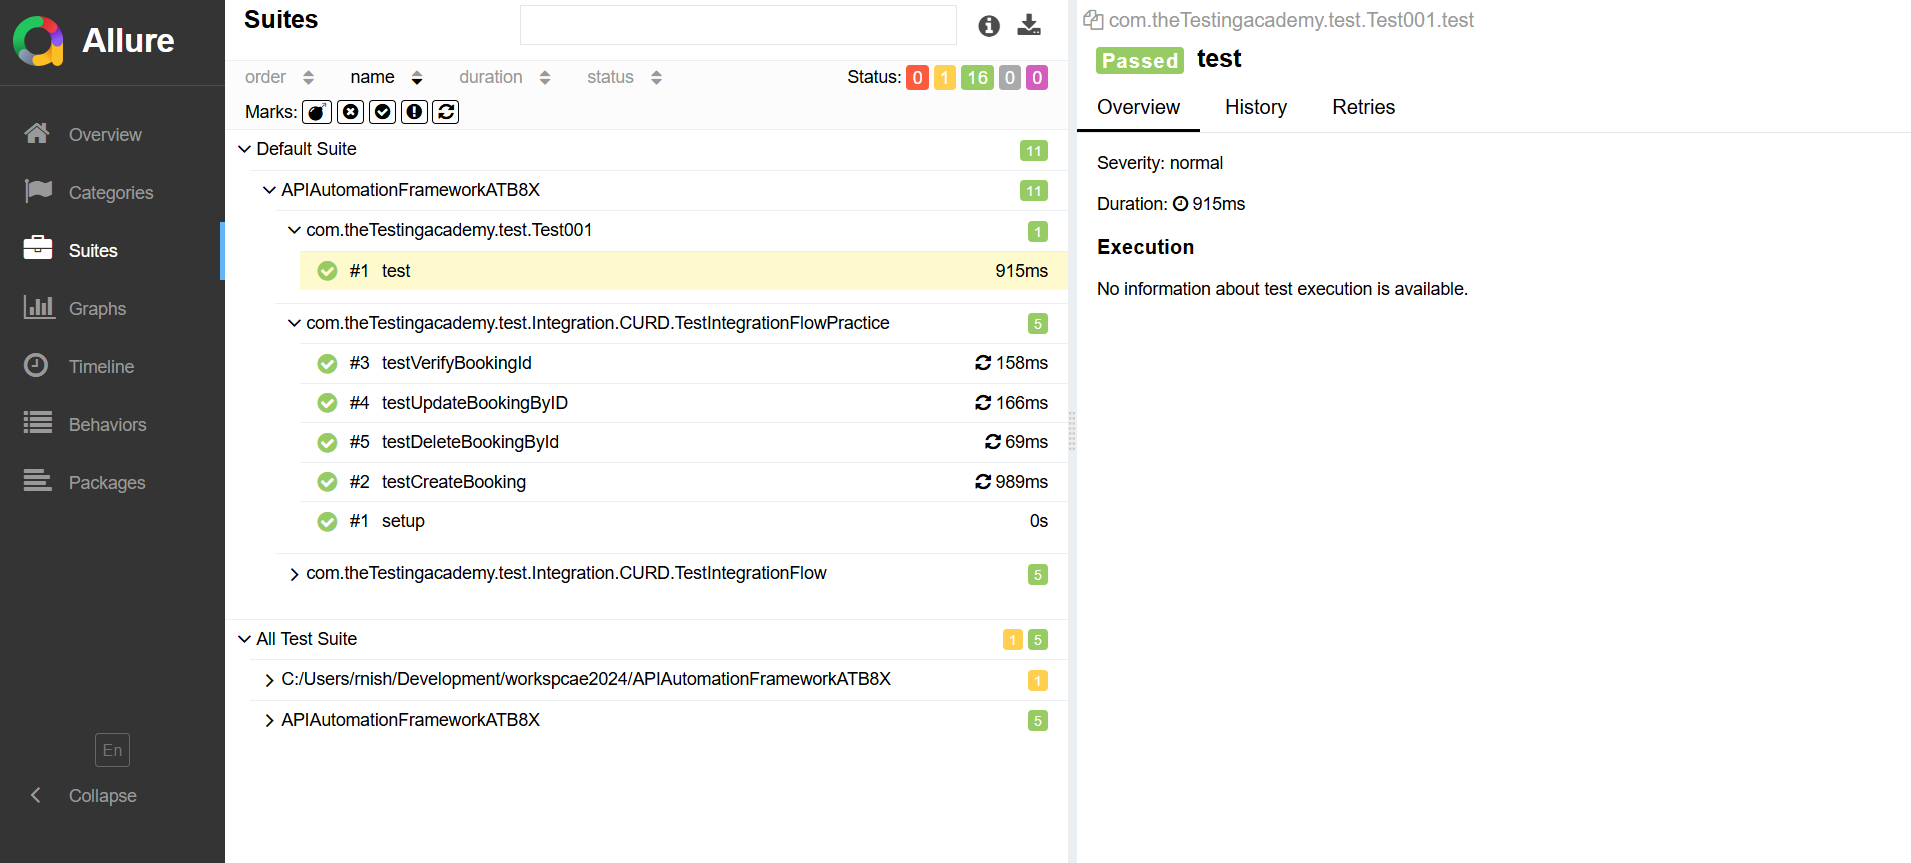 Allure
Overview
Categories
Suites
Graphs
Timeline
Behaviors
Packages
En
Collapse
Suites
order name duration status Status: 0 1 16 0 0
Marks:
Default Suite 11
APIAutomationFrameworkATB8X 11
com.theTestingacademy.test.Test001 1
#1 test 915ms
com.theTestingacademy.test.Integration.CURD.TestIntegrationFlowPractice 5
#3 testVerifyBookingId 158ms
#4 testUpdateBookingByID 166ms
#5 testDeleteBookingById 69ms
#2 testCreateBooking 989ms
#1 setup 0s
com.theTestingacademy.test.Integration.CURD.TestIntegrationFlow 5
All Test Suite 1 5
C:/Users/rnish/Development/workspcae2024/APIAutomationFrameworkATB8X 1
APIAutomationFrameworkATB8X 5
com.theTestingacademy.test.Test001.test
Passed test
Overview History Retries
Severity: normal
Duration: 915ms
Execution
No information about test execution is available.